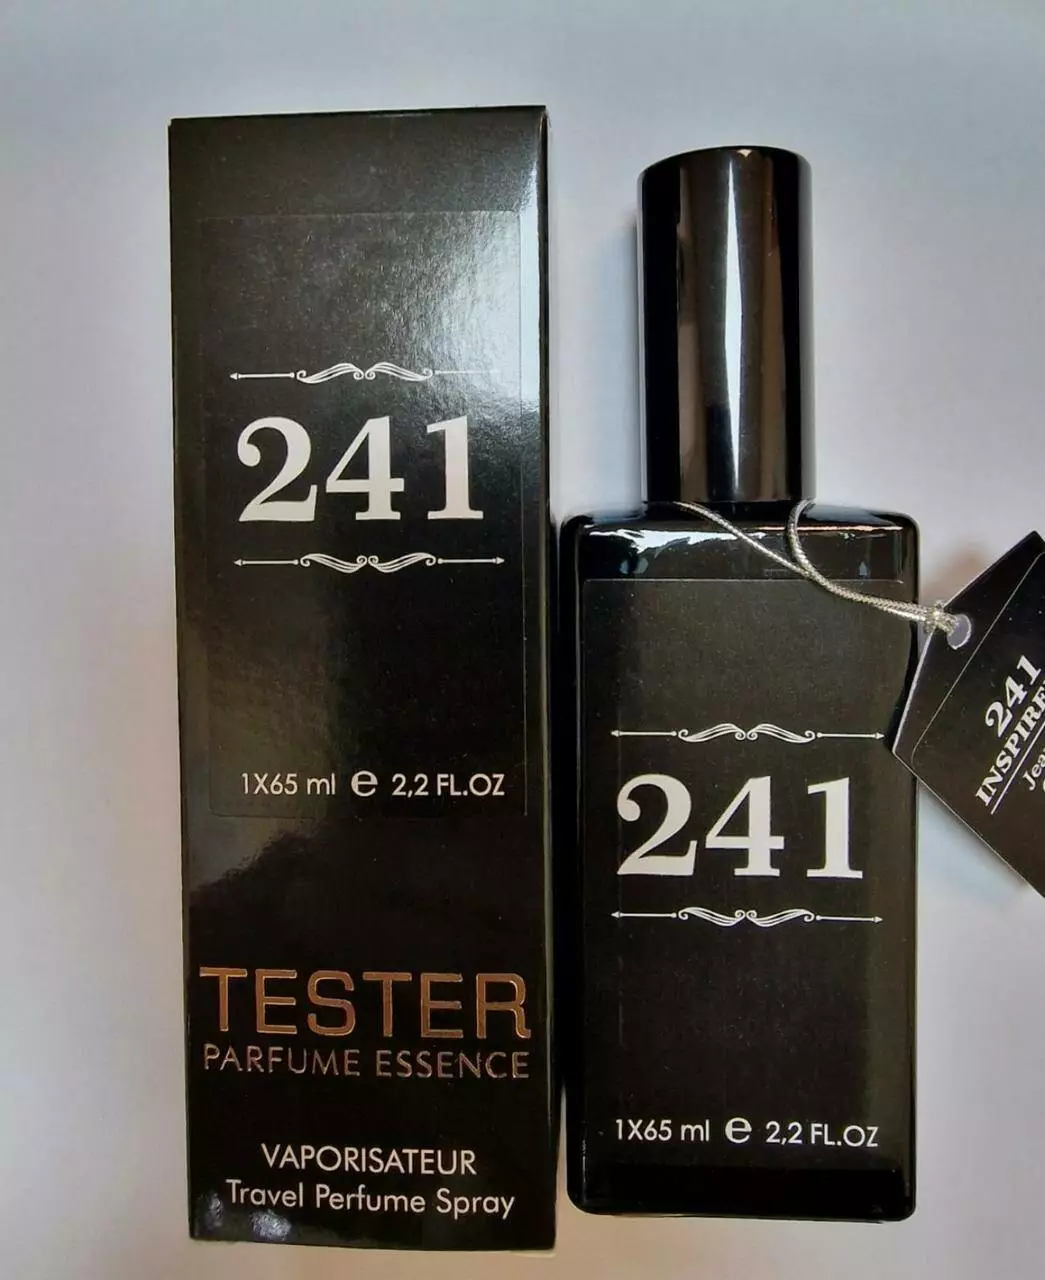 241
1X65 ml e 2,2 FL.OZ
TESTER
PARFUME ESSENCE
VAPORISATEUR
Travel Perfume Spray
241
1X65 ml e 2,2 FL.OZ
241